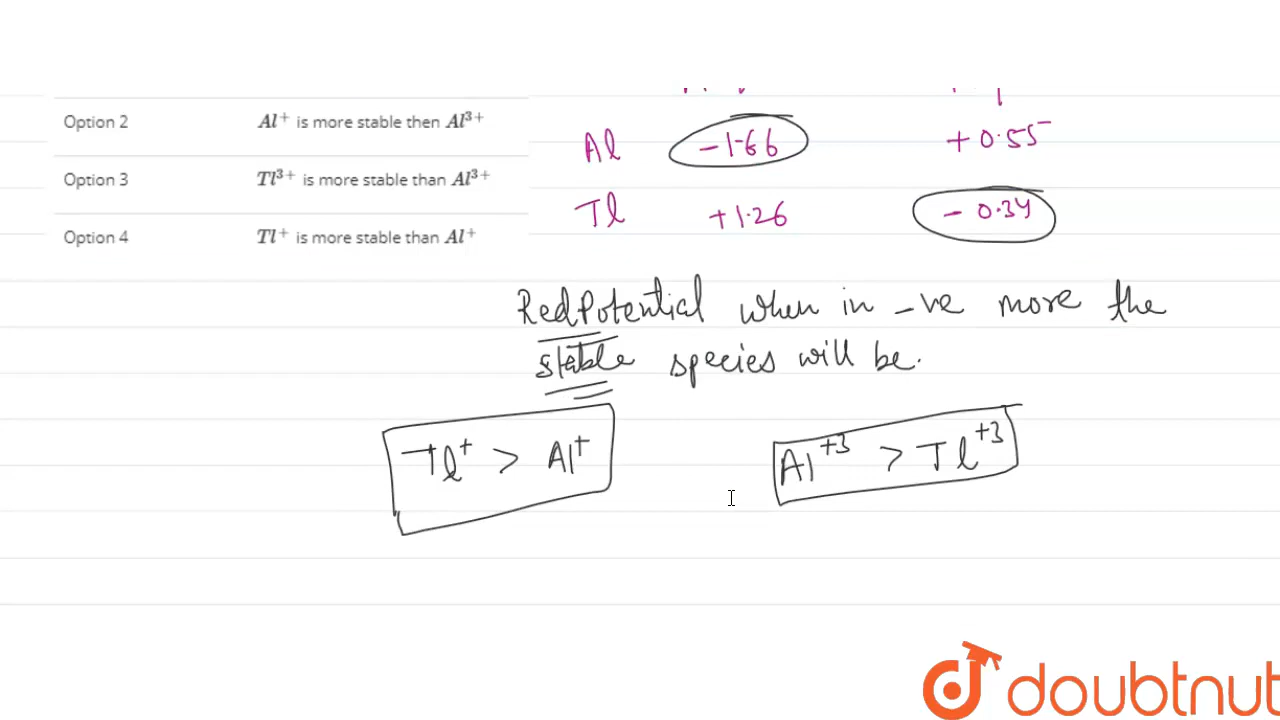 Option 2 Al⁺ is more stable then Al³⁺
Option 3 Tl³⁺ is more stable than Al³⁺
Option 4 Tl⁺ is more stable than Al⁺
Al -1.66 +0.55
Tl +1.26 -0.34
RedPotential when in -ve more the
stable species will be.
Tl⁺ > Al⁺
Al⁺³ > Tl⁺³
doubtnut